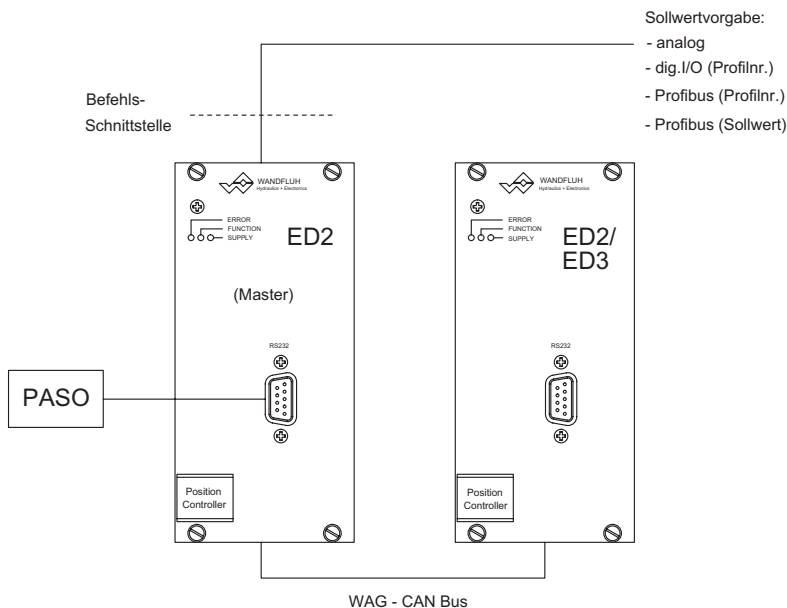 Sollwertvorgabe:
- analog
- dig.I/O (Profilnr.)
- Profibus (Profilnr.)
- Profibus (Sollwert)
Befehls-
Schnittstelle
WANDFLUH
Hydraulics + Electronics
ERROR
FUNCTION
SUPPLY
ED2
(Master)
RS232
PASO
Position
Controller
WANDFLUH
Hydraulics + Electronics
ERROR
FUNCTION
SUPPLY
ED2/
ED3
RS232
Position
Controller
WAG - CAN Bus